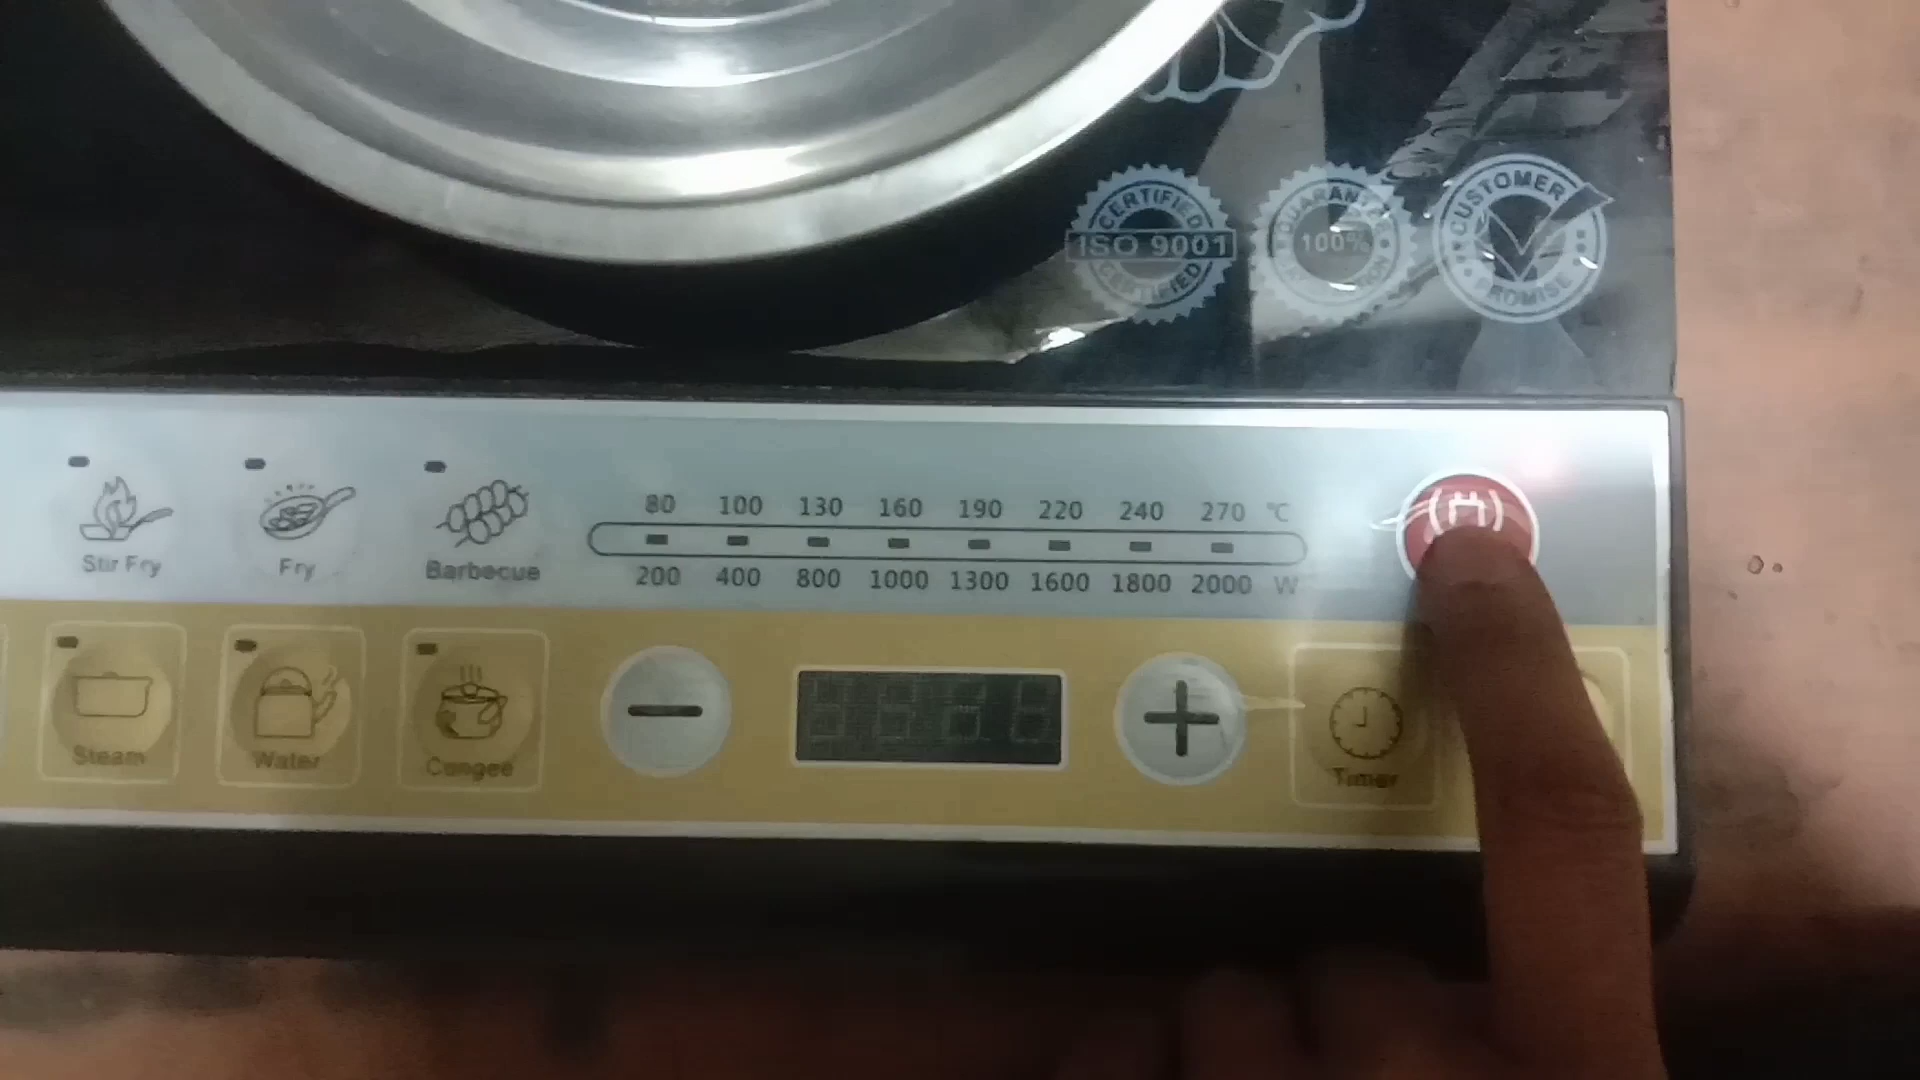 CERTIFIED
ISO 9001
CERTIFIED
100%
CUSTOMER
PROMISE
80 100 130 160 190 220 240 270 °C
200 400 800 1000 1300 1600 1800 2000 W
Stir Fry
Fry
Barbecue
Steam
Water
Congee
Timer